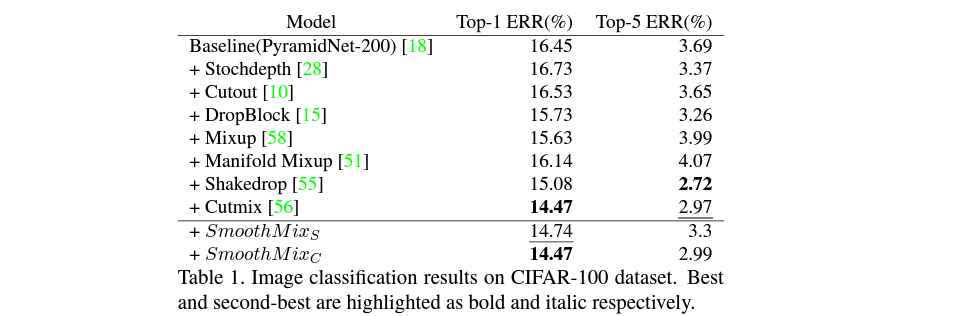 Model Top-1 ERR(%) Top-5 ERR(%)
Baseline(PyramidNet-200) [18] 16.45 3.69
+ Stochdepth [28] 16.73 3.37
+ Cutout [10] 16.53 3.65
+ DropBlock [15] 15.73 3.26
+ Mixup [58] 15.63 3.99
+ Manifold Mixup [51] 16.14 4.07
+ Shakedrop [55] 15.08 2.72
+ Cutmix [56] 14.47 2.97
+ SmoothMixS 14.74 3.3
+ SmoothMixC 14.47 2.99
Table 1. Image classification results on CIFAR-100 dataset. Best
and second-best are highlighted as bold and italic respectively.